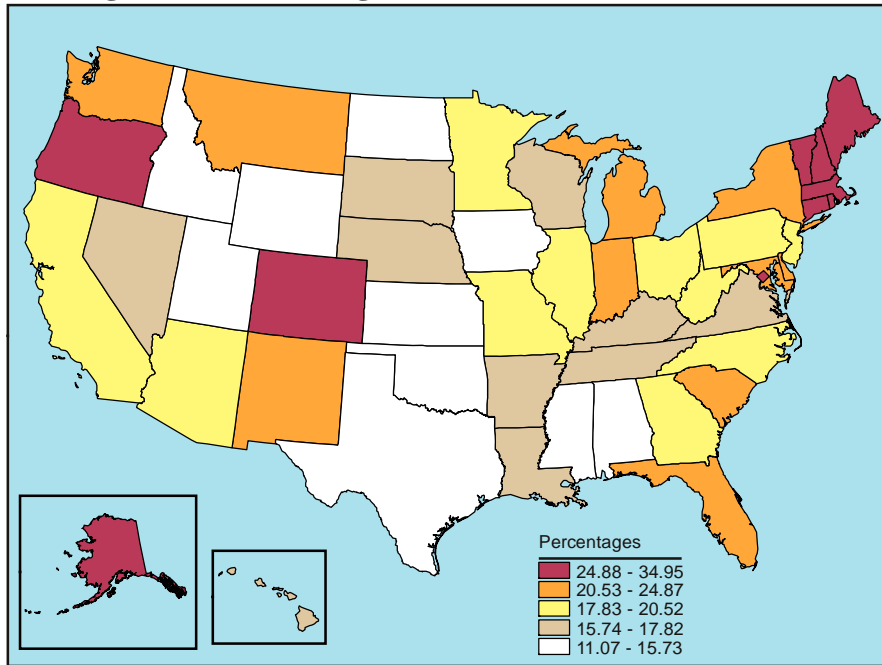 Percentages
24.88 - 34.95
20.53 - 24.87
17.83 - 20.52
15.74 - 17.82
11.07 - 15.73